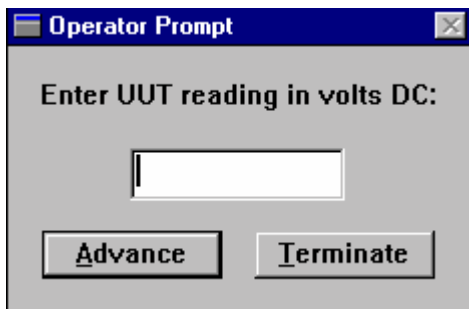 Operator Prompt
Enter UUT reading in volts DC:
Advance Terminate